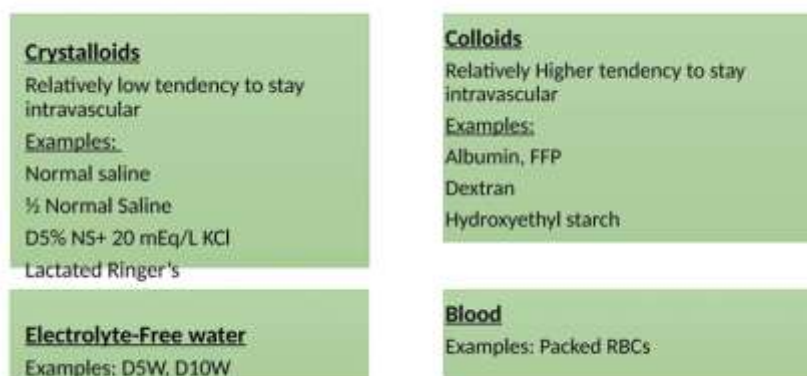 Crystalloids
Relatively low tendency to stay
intravascular
Examples:
Normal saline
½ Normal Saline
D5% NS+ 20 mEq/L KCl
Lactated Ringer's
Colloids
Relatively Higher tendency to stay
intravascular
Examples:
Albumin, FFP
Dextran
Hydroxyethyl starch
Electrolyte-Free water
Examples: D5W, D10W
Blood
Examples: Packed RBCs